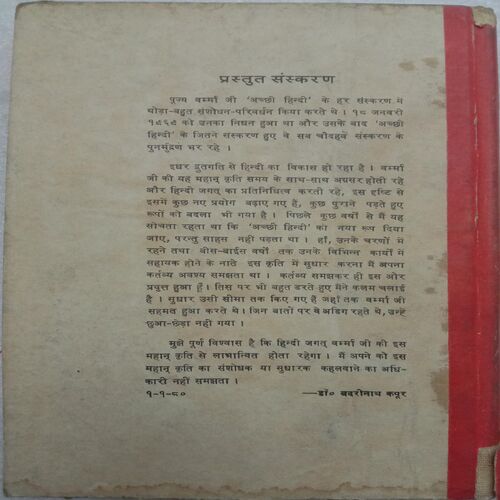 प्रस्तुत संस्करण
पूज्य वर्म्मा जी 'अच्छी हिन्दी' के हर संस्करण में
थोड़ा-बहुत संशोधन-परिवर्धन किया करते थे । १८ जनवरी
१९६९ को उनका निधन हुआ था और उसके बाद 'अच्छी
हिन्दी' के जितने संस्करण हुए वे सब चौदहवें संस्करण के
पुनर्मुद्रण भर रहे ।
इधर द्रुतगति से हिन्दी का विकास हो रहा है । वर्म्मा
जी की यह महान् कृति समय के साथ-साथ अग्रसर होती रहे
और हिन्दी जगत् का प्रतिनिधित्व करती रहे, इस दृष्टि से
इसमें कुछ नए प्रयोग बढ़ाए गए हैं, कुछ पुराने पड़ते हुए
रूपों को बदला भी गया है । पिछले कुछ वर्षों से मैं यह
सोचता रहता था कि 'अच्छी हिन्दी' को नया रूप दिया
जाए, परन्तु साहस नहीं पड़ता था । हाँ, उनके चरणों में
रहने तथा बीस-बाईस वर्षों तक उनके विभिन्न कार्यों में
सहायक होने के नाते इस कृति में सुधार करना मैं अपना
कर्तव्य अवश्य समझता था । कर्तव्य समझकर ही इस ओर
प्रवृत्त हुआ हूँ । तिस पर भी बहुत डरते हुए मैंने कलम चलाई
है । सुधार उसी सीमा तक किए गए हैं जहाँ तक वर्म्मा जी
सहमत हुआ करते थे । जिन बातों पर वे अडिग रहते थे, उन्हें
छुआ-छेड़ा नहीं गया ।
मुझे पूर्ण विश्वास है कि हिन्दी जगत् वर्म्मा जी की इस
महान् कृति से लाभान्वित होता रहेगा । मैं अपने को इस
महान् कृति का संशोधक या सुधारक कहलवाने का अधि-
कारी नहीं समझता ।
१-१-८० —डॉ० बदरीनाथ कपूर